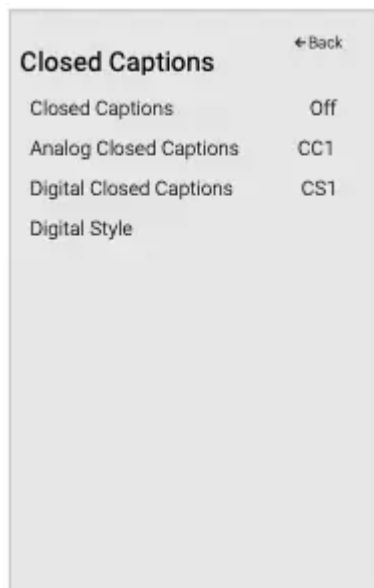 ←Back
Closed Captions
Closed Captions Off
Analog Closed Captions CC1
Digital Closed Captions CS1
Digital Style